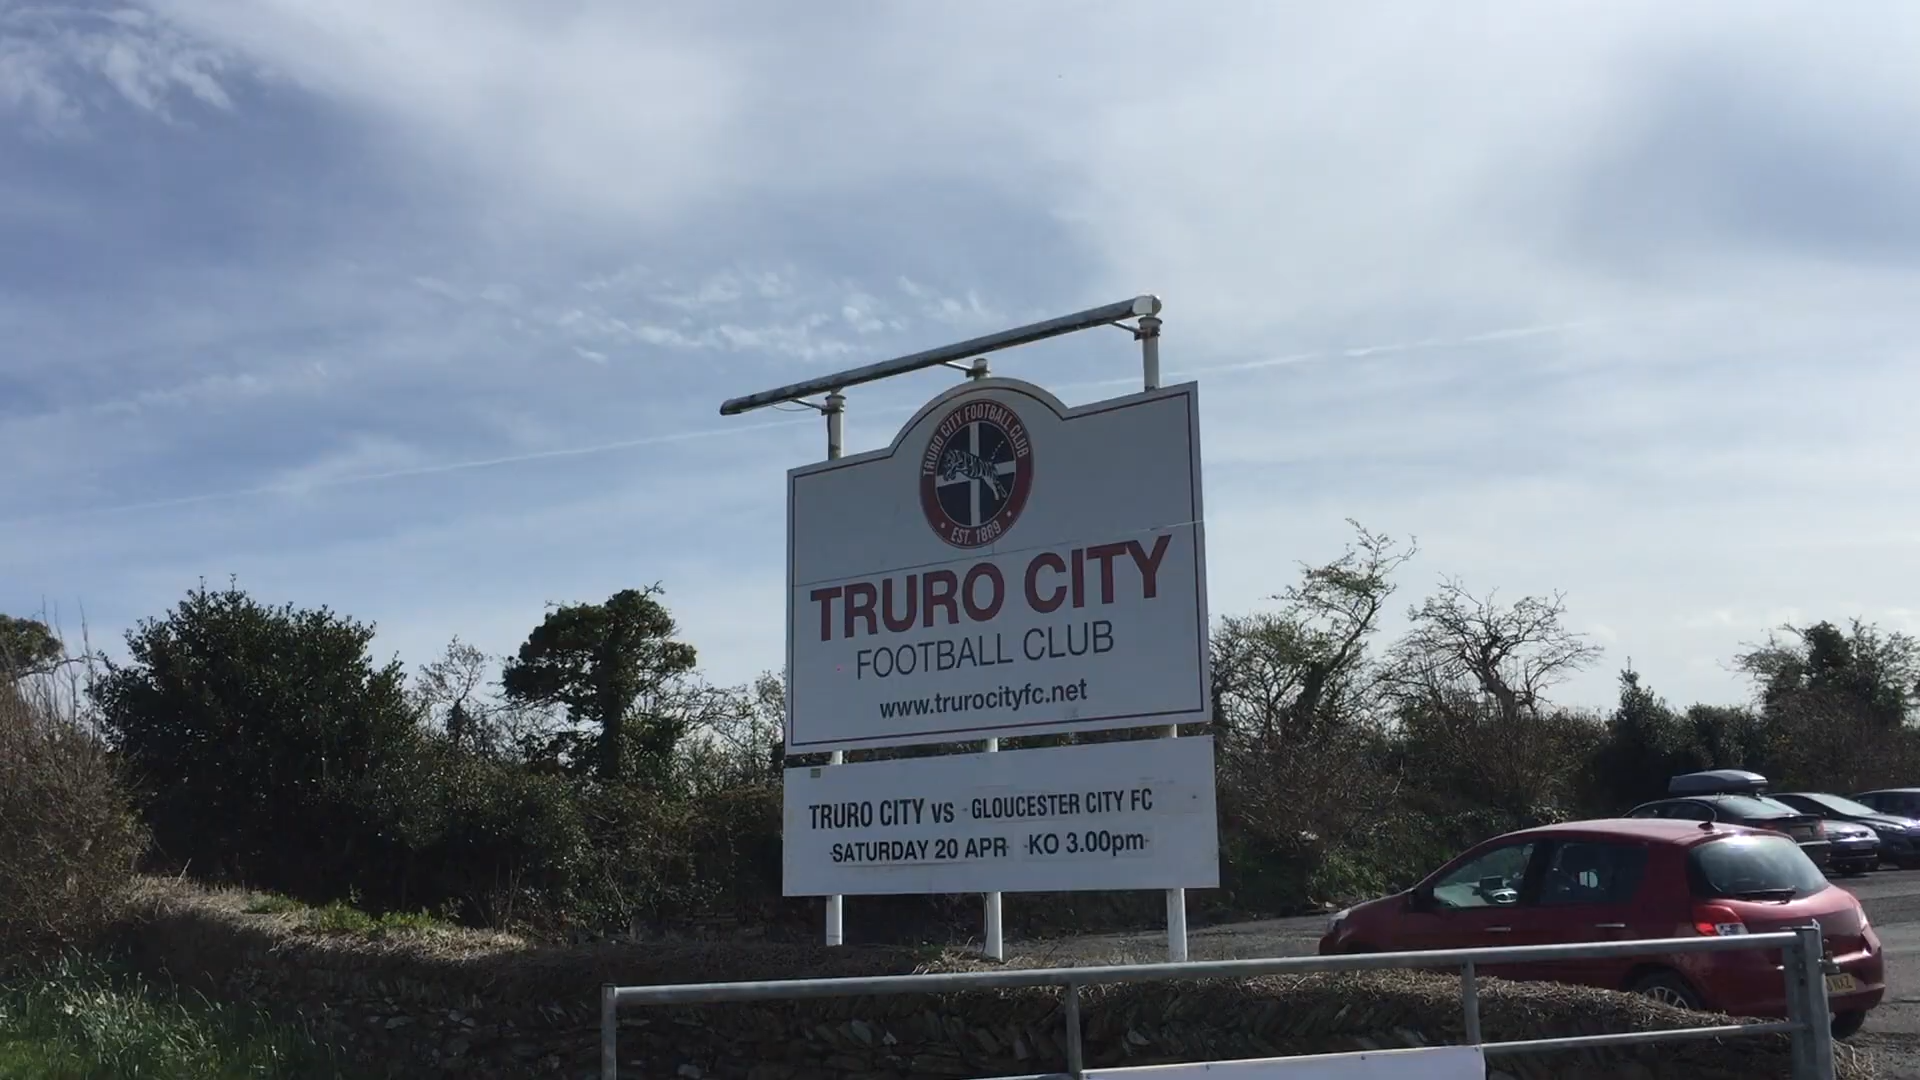 TRURO CITY FOOTBALL CLUB
EST. 1889
TRURO CITY
FOOTBALL CLUB
www.trurocityfc.net
TRURO CITY vs GLOUCESTER CITY FC
SATURDAY 20 APR KO 3.00pm